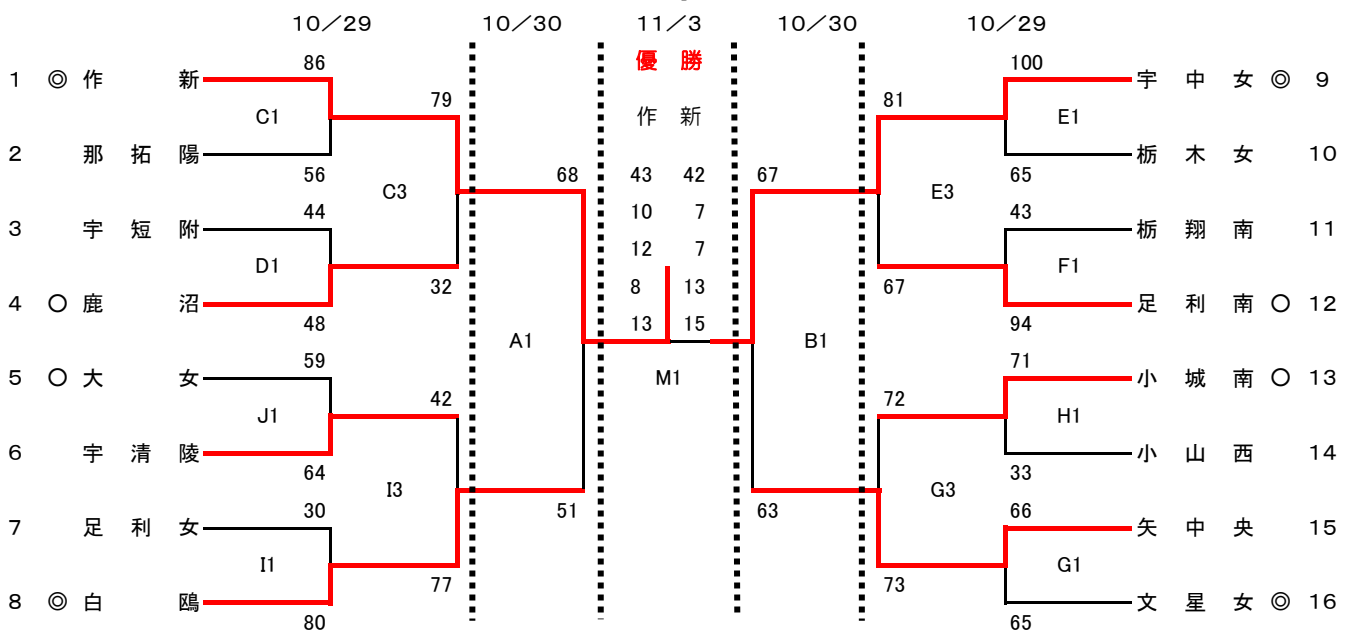 10／29 10／30 11／3 10／30 10／29
優 勝
86 100
1 ◎ 作 新 宇 中 女 ◎ 9
79 81
C1 作 新 E1
2 那 拓 陽 栃 木 女 10
56 68 43 42 67 65
C3 E3
44 10 7 43
3 宇 短 附 栃 翔 南 11
12 7
D1 F1
32 8 13 67
4 ○ 鹿 沼 足 利 南 ○ 12
48 13 15 94
A1 B1
59 71
5 ○ 大 女 M1 小 城 南 ○ 13
42 72
J1 H1
6 宇 清 陵 小 山 西 14
64 33
I3 G3
30 51 63 66
7 足 利 女 矢 中 央 15
I1 G1
77 73
8 ◎ 白 鴎 文 星 女 ◎ 16
80 65